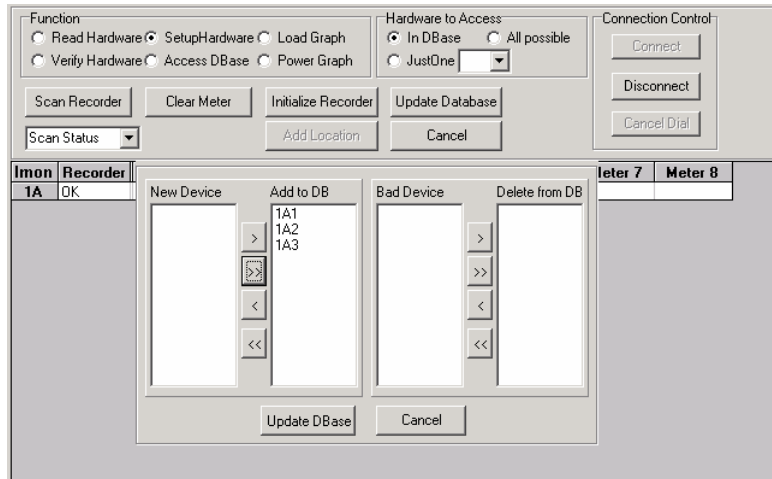 Function
Read Hardware SetupHardware Load Graph
Verify Hardware Access DBase Power Graph
Hardware to Access
In DBase All possible
JustOne
Connection Control
Connect
Disconnect
Cancel Dial
Scan Recorder Clear Meter Initialize Recorder Update Database
Scan Status Add Location Cancel
Imon Recorder leter 7 Meter 8
1A OK
New Device Add to DB Bad Device Delete from DB
1A1
1A2
1A3
> >
>> >>
< <
<< <<
Update DBase Cancel